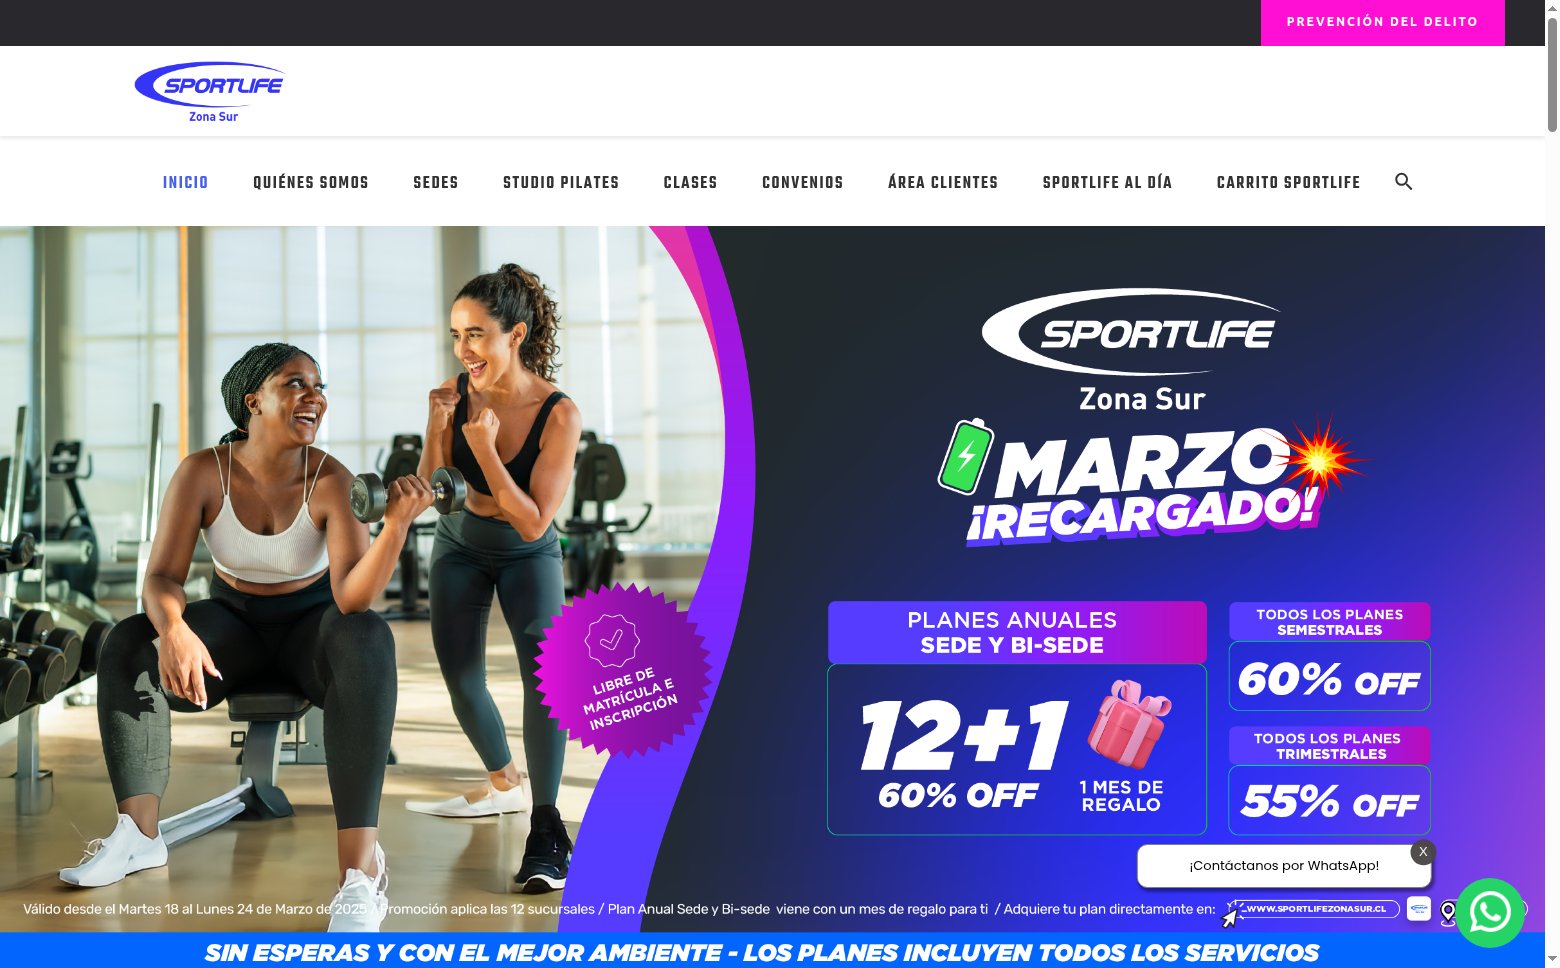 PREVENCIÓN DEL DELITO
SPORTLIFE
Zona Sur
INICIO
QUIÉNES SOMOS
SEDES
STUDIO PILATES
CLASES
CONVENIOS
ÁREA CLIENTES
SPORTLIFE AL DÍA
CARRITO SPORTLIFE
SPORTLIFE
Zona Sur
MARZO
¡RECARGADO!
LIBRE DE
MATRÍCULA E
INSCRIPCIÓN
PLANES ANUALES
SEDE Y BI-SEDE
12+1
60% OFF
1 MES DE
REGALO
TODOS LOS PLANES
SEMESTRALES
60% OFF
TODOS LOS PLANES
TRIMESTRALES
55% OFF
¡Contáctanos por WhatsApp!
X
Válido desde el Martes 18 al Lunes 24 de Marzo de 2025 / Promoción aplica las 12 sucursales / Plan Anual Sede y Bi-sede viene con un mes de regalo para ti / Adquiere tu plan directamente en:
WWW.SPORTLIFEZONASUR.CL
SIN ESPERAS Y CON EL MEJOR AMBIENTE - LOS PLANES INCLUYEN TODOS LOS SERVICIOS